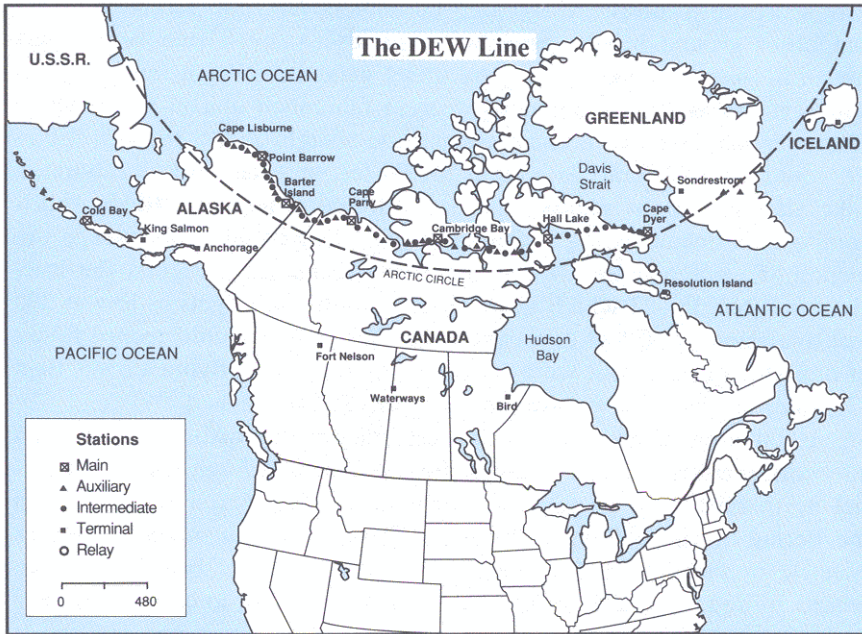 The DEW Line
U.S.S.R.
ARCTIC OCEAN
GREENLAND
ICELAND
Cape Lisburne
Point Barrow
Barter
Island
Cape
Parry
Davis
Strait
Sondrestrom
Cold Bay
ALASKA
King Salmon
Anchorage
Cambridge Bay
Hall Lake
Cape
Dyer
ARCTIC CIRCLE
Resolution Island
ATLANTIC OCEAN
PACIFIC OCEAN
CANADA
Hudson
Bay
Fort Nelson
Waterways
Bird
Stations
Main
Auxiliary
Intermediate
Terminal
Relay
0 480